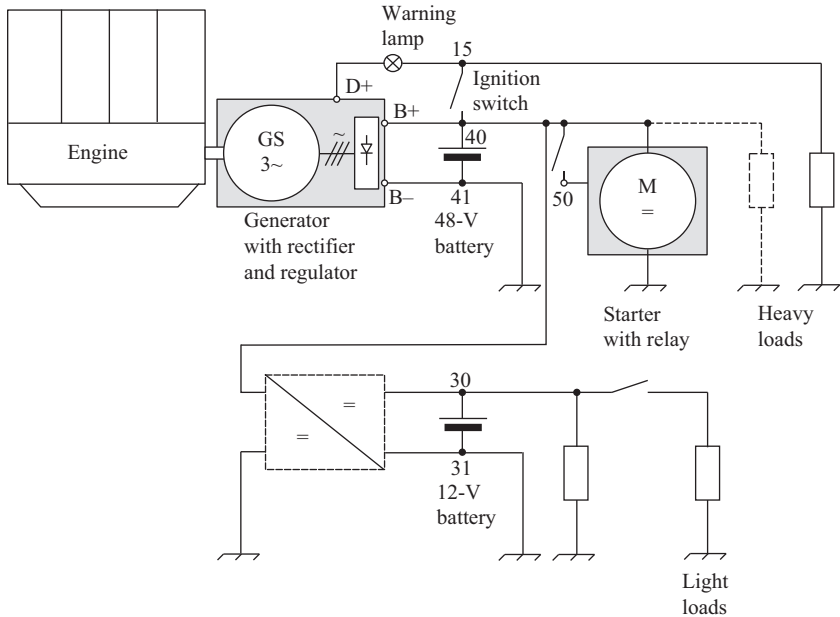 Warning
lamp
15
D+
Ignition
switch
B+
40
GS
3~
~
Engine
M
=
50
B–
41
48-V
battery
Generator
with rectifier
and regulator
Starter
with relay
Heavy
loads
30
=
=
31
12-V
battery
Light
loads